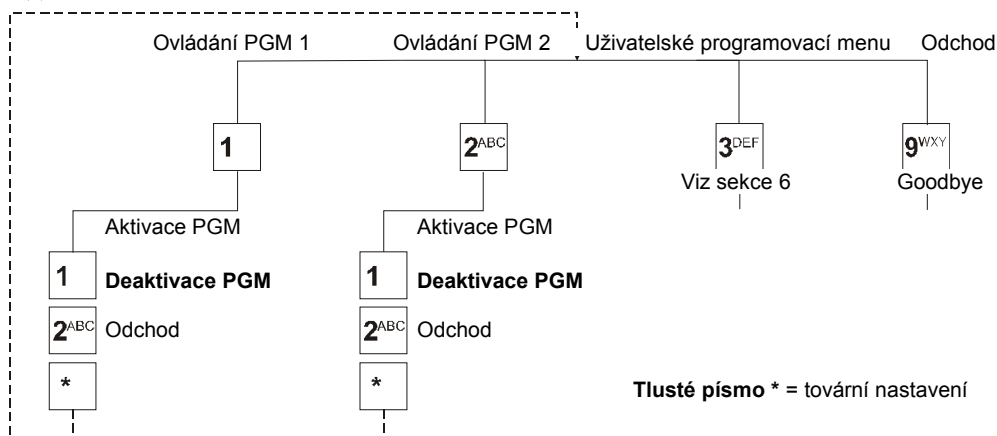 Ovládání PGM 1 Ovládání PGM 2 Uživatelské programovací menu Odchod
1 2ABC 3DEF 9WXY
Viz sekce 6 Goodbye
Aktivace PGM Aktivace PGM
1 Deaktivace PGM 1 Deaktivace PGM
2ABC Odchod 2ABC Odchod
* * Tlusté písmo * = tovární nastavení